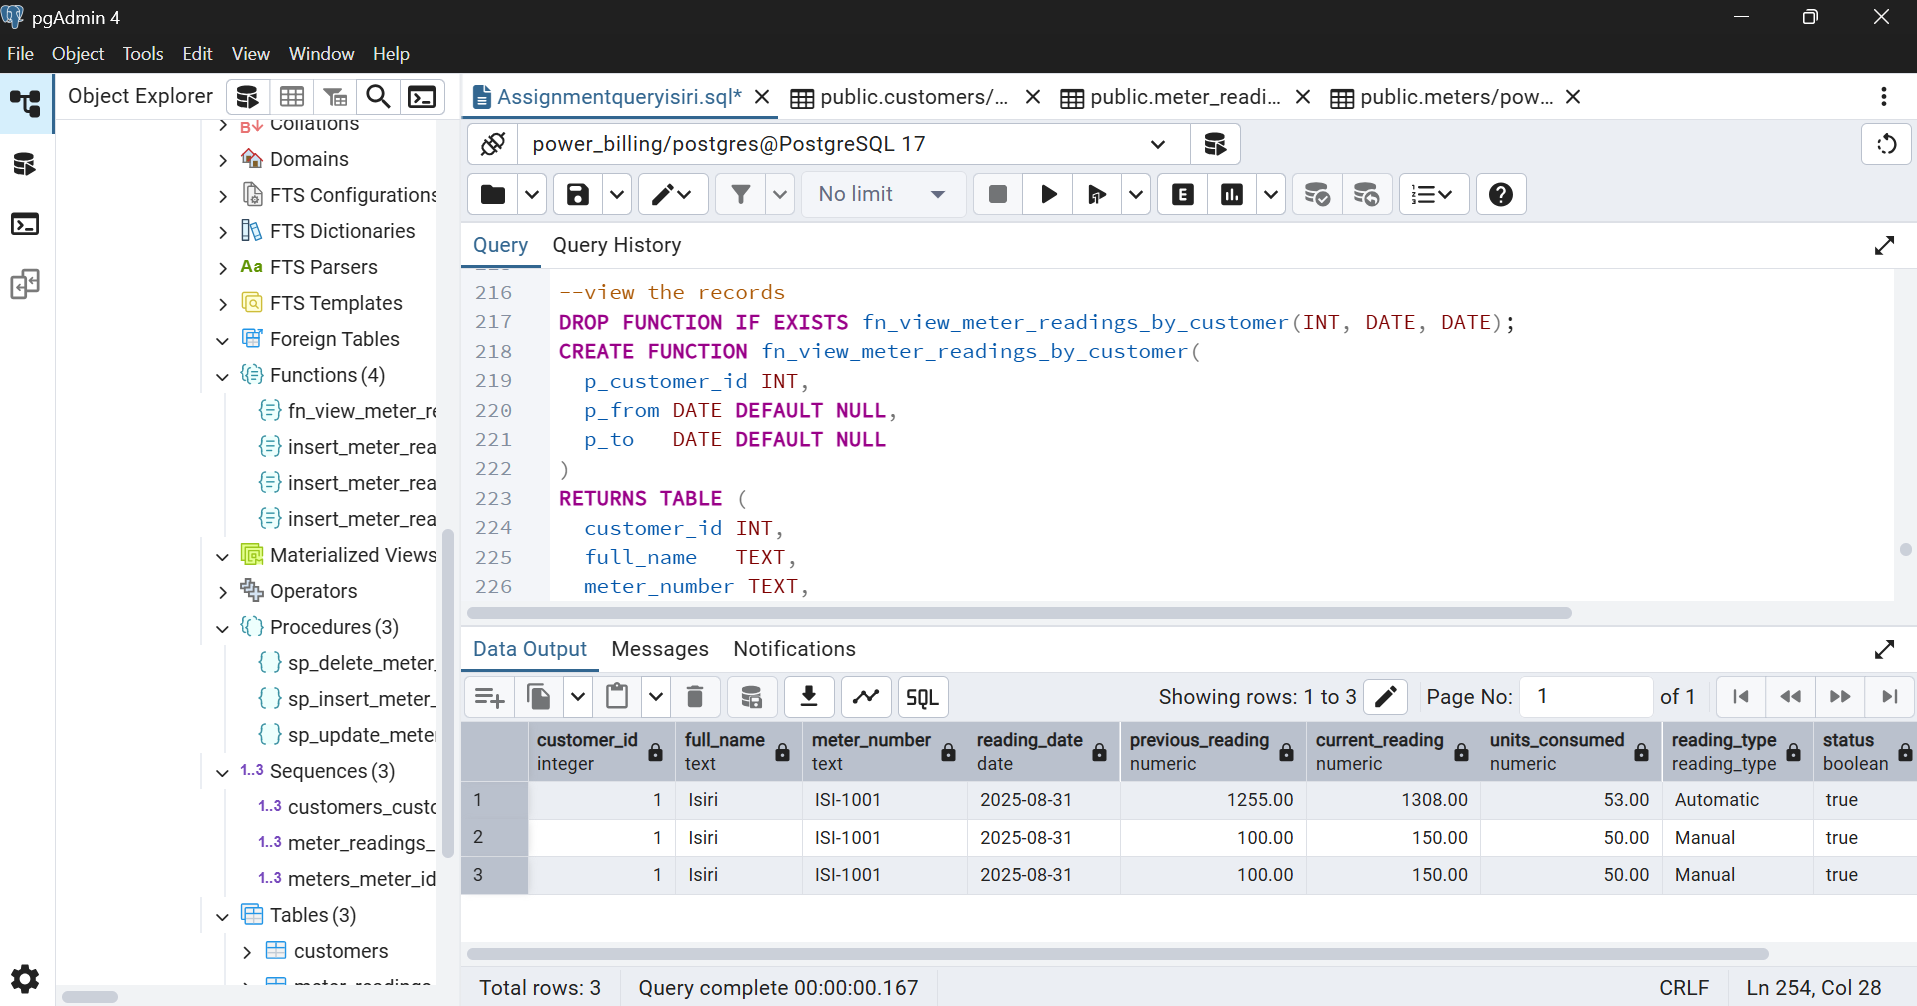 pgAdmin 4
File Object Tools Edit View Window Help
Object Explorer
Assignmentqueryisiri.sql*
public.customers/...
public.meter_readi...
public.meters/pow...
Collations
Domains
FTS Configurations
FTS Dictionaries
Aa FTS Parsers
FTS Templates
Foreign Tables
Functions (4)
fn_view_meter_re
insert_meter_rea
insert_meter_rea
insert_meter_rea
Materialized Views
Operators
Procedures (3)
sp_delete_meter_
sp_insert_meter_
sp_update_mete
1..3 Sequences (3)
1..3 customers_custo
1..3 meter_readings_
1..3 meters_meter_id
Tables (3)
customers
power_billing/postgres@PostgreSQL 17
No limit
Query Query History
216 --view the records
217 DROP FUNCTION IF EXISTS fn_view_meter_readings_by_customer(INT, DATE, DATE);
218 CREATE FUNCTION fn_view_meter_readings_by_customer(
219 p_customer_id INT,
220 p_from DATE DEFAULT NULL,
221 p_to DATE DEFAULT NULL
222 )
223 RETURNS TABLE (
224 customer_id INT,
225 full_name TEXT,
226 meter_number TEXT,
Data Output Messages Notifications
SQL
Showing rows: 1 to 3 Page No: 1 of 1
customer_id full_name meter_number reading_date previous_reading current_reading units_consumed reading_type status
integer text text date numeric numeric numeric reading_type boolean
1 1 Isiri ISI-1001 2025-08-31 1255.00 1308.00 53.00 Automatic true
2 1 Isiri ISI-1001 2025-08-31 100.00 150.00 50.00 Manual true
3 1 Isiri ISI-1001 2025-08-31 100.00 150.00 50.00 Manual true
Total rows: 3 Query complete 00:00:00.167 CRLF Ln 254, Col 28